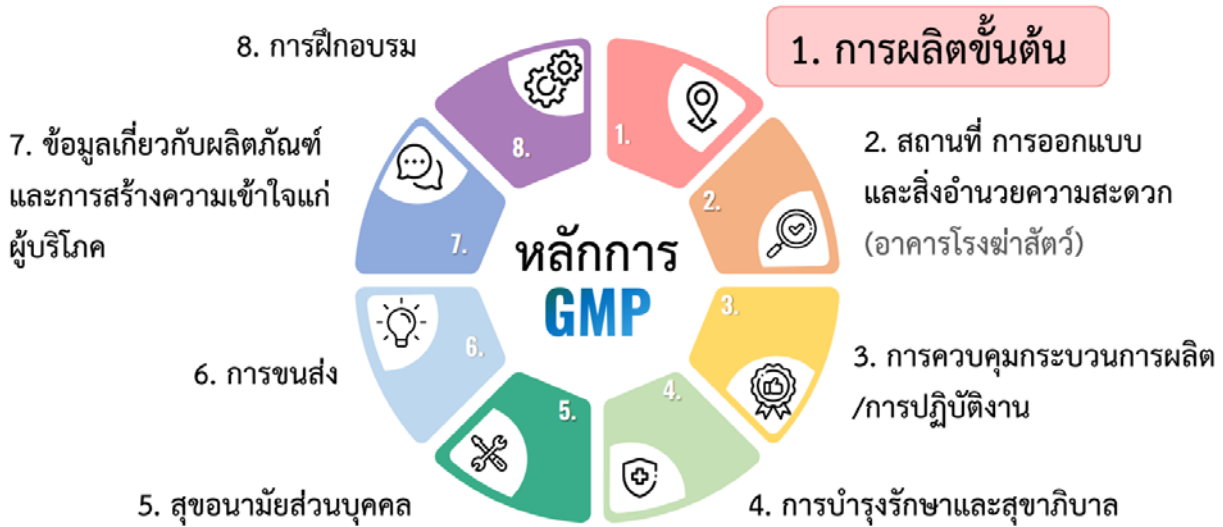 หลักการ
GMP
1. การผลิตขั้นต้น
2. สถานที่ การออกแบบ
และสิ่งอำนวยความสะดวก
(อาคารโรงฆ่าสัตว์)
3. การควบคุมกระบวนการผลิต
/การปฏิบัติงาน
4. การบำรุงรักษาและสุขาภิบาล
5. สุขอนามัยส่วนบุคคล
6. การขนส่ง
7. ข้อมูลเกี่ยวกับผลิตภัณฑ์
และการสร้างความเข้าใจแก่
ผู้บริโภค
8. การฝึกอบรม
1.
2.
3.
4.
5.
6.
7.
8.